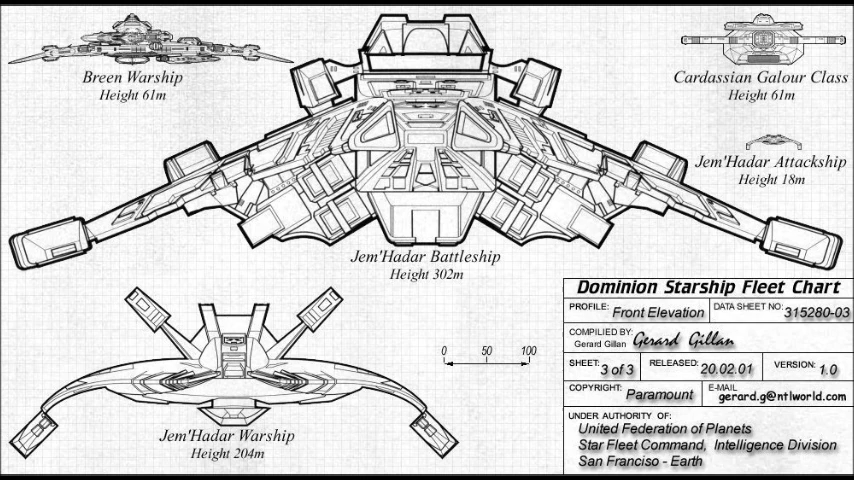 Breen Warship
Height 61m
Cardassian Galour Class
Height 61m
Jem'Hadar Attackship
Height 18m
Jem'Hadar Battleship
Height 302m
Jem'Hadar Warship
Height 204m
0 50 100
Dominion Starship Fleet Chart
PROFILE: Front Elevation DATA SHEET NO: 315280-03
COMPILIED BY:
Gerard Gillan Gerard Gillan
SHEET: 3 of 3 RELEASED: 20.02.01 VERSION: 1.0
COPYRIGHT: Paramount E-MAIL
gerard.g@ntlworld.com
UNDER AUTHORITY OF:
United Federation of Planets
Star Fleet Command, Intelligence Division
San Franciso - Earth